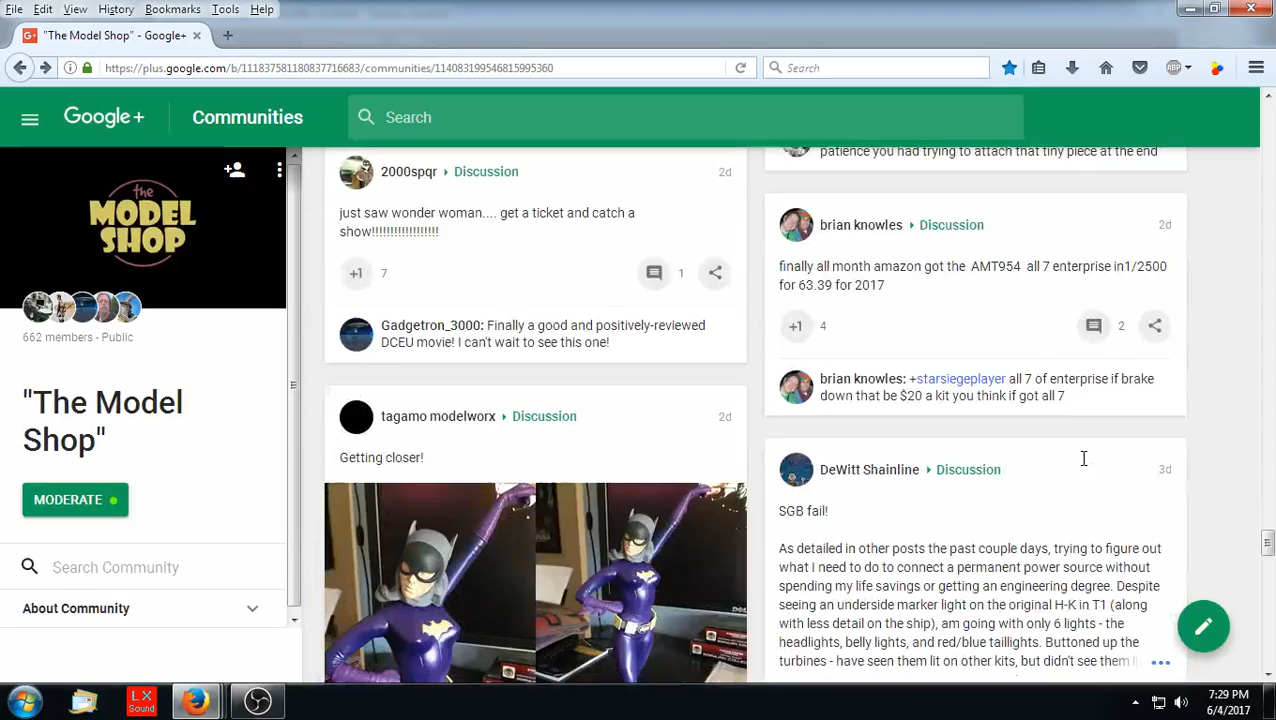 File Edit View History Bookmarks Tools Help
"The Model Shop" - Google+
https://plus.google.com/b/111837581180837716683/communities/114083199546816995360
Search
ABP
Google+
Communities
Search
the
MODEL
SHOP
662 members - Public
"The Model
Shop"
MODERATE
Search Community
About Community
2000spqr Discussion 2d
just saw wonder woman.... get a ticket and catch a
show!!!!!!!!!!!!!!!!!!
+1 7 1
Gadgetron_3000: Finally a good and positively-reviewed
DCEU movie! I can't wait to see this one!
tagamo modelworx Discussion 2d
Getting closer!
patience you had trying to attach that tiny piece at the end
brian knowles Discussion 2d
finally all month amazon got the AMT954 all 7 enterprise in1/2500
for 63.39 for 2017
+1 4 2
brian knowles: +starsiegeplayer all 7 of enterprise if brake
down that be $20 a kit you think if got all 7
DeWitt Shainline Discussion 3d
SGB fail!
As detailed in other posts the past couple days, trying to figure out
what I need to do to connect a permanent power source without
spending my life savings or getting an engineering degree. Despite
seeing an underside marker light on the original H-K in T1 (along
with less detail on the ship), am going with only 6 lights - the
headlights, belly lights, and red/blue taillights. Buttoned up the
turbines - have seen them lit on other kits, but didn't see them
LX
Sound
7:29 PM
6/4/2017